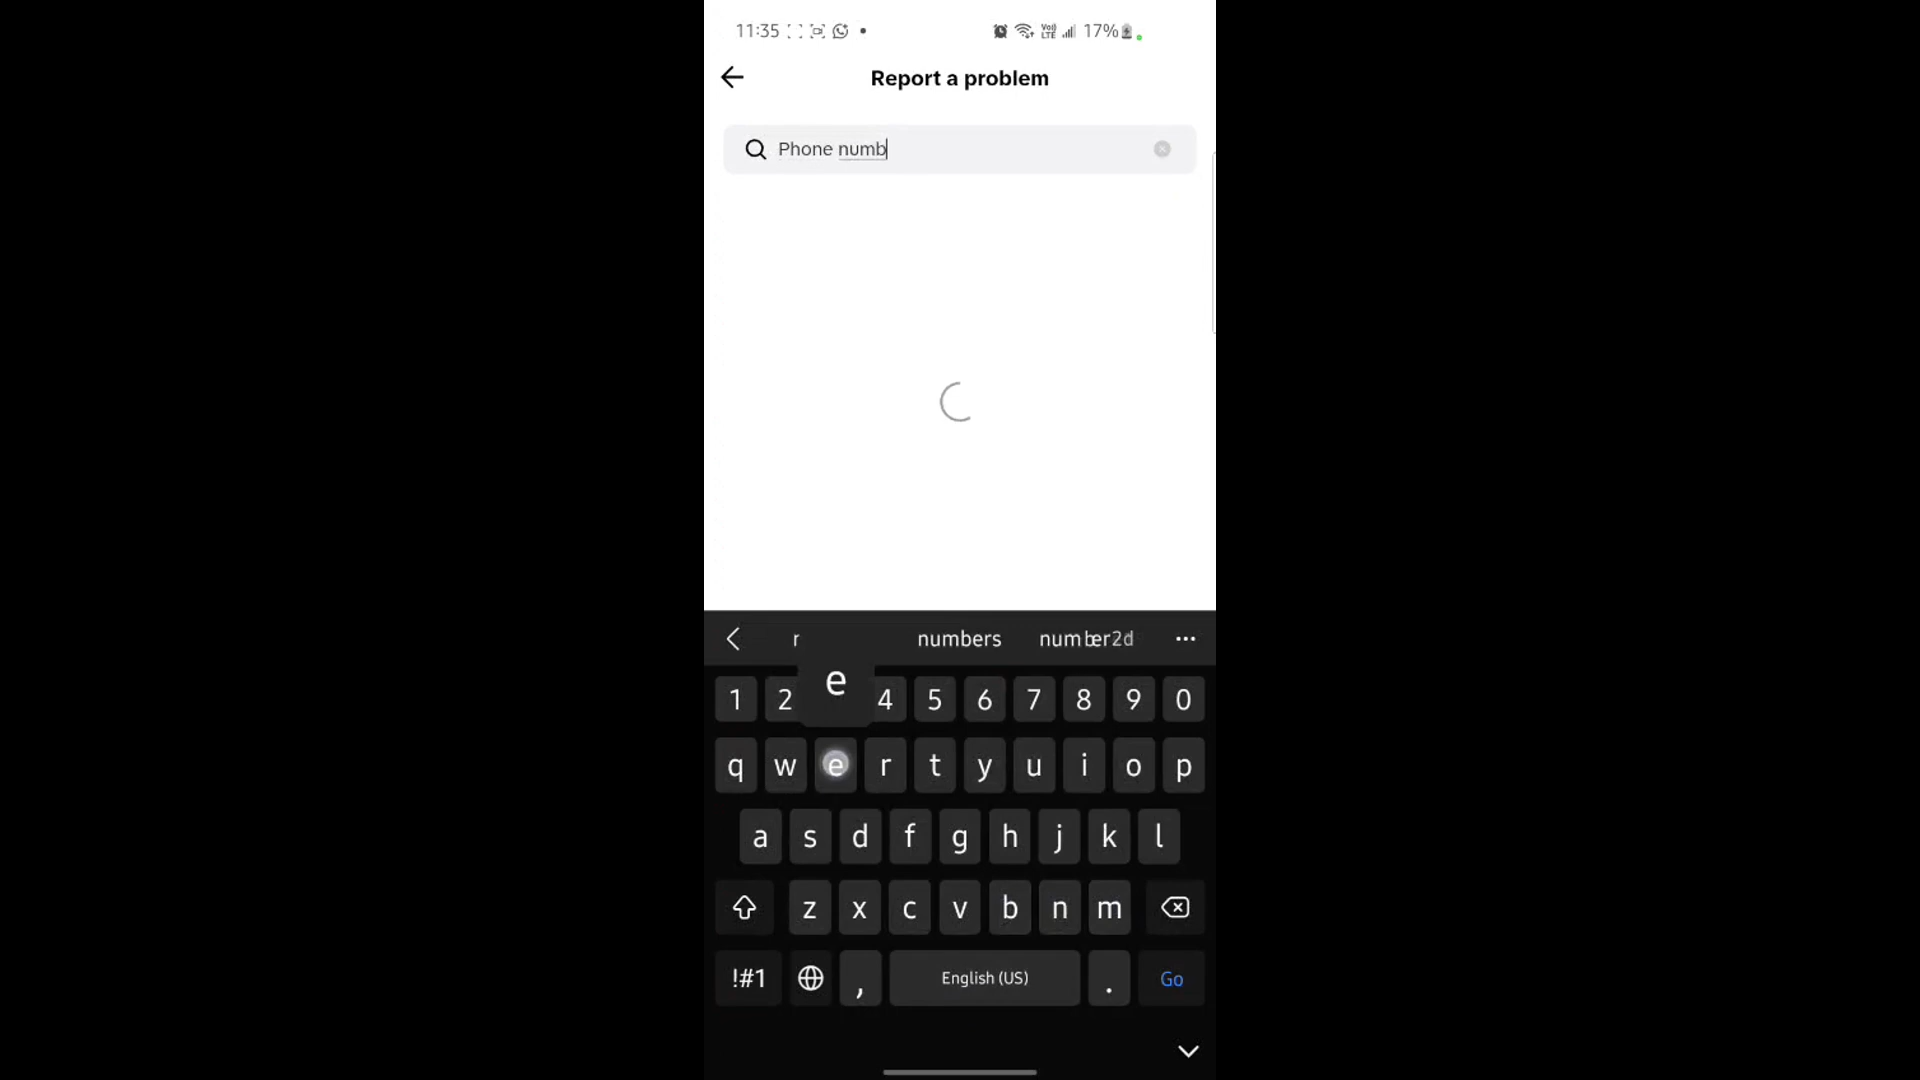 11:35 17%
Report a problem
Phone numb
numbers
e
1 2 4 5 6 7 8 9 0
q w e r t y u i o p
a s d f g h j k l
z x c v b n m
!#1 , English (US) . Go